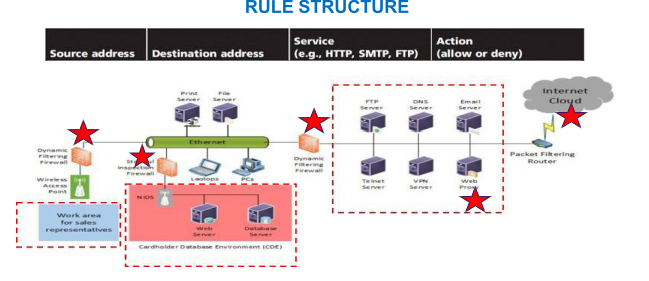 RULE STRUCTURE
Source address
Destination address
Service
(e.g., HTTP, SMTP, FTP)
Action
(allow or deny)
Print
Server
File
Server
FTP
Server
DNS
Server
Email
Server
Internet
Cloud
Ethernet
Dynamic
Filtering
Firewall
Inspection
Firewall
Laptops
PCs
Dynamic
Filtering
Firewall
Packet Filtering
Router
Wireless
Access
Point
Telnet
Server
VPN
Server
Web
Work area
for sales
representatives
NIDS
Web
Server
Database
Server
Cardholder Database Environment (CDE)